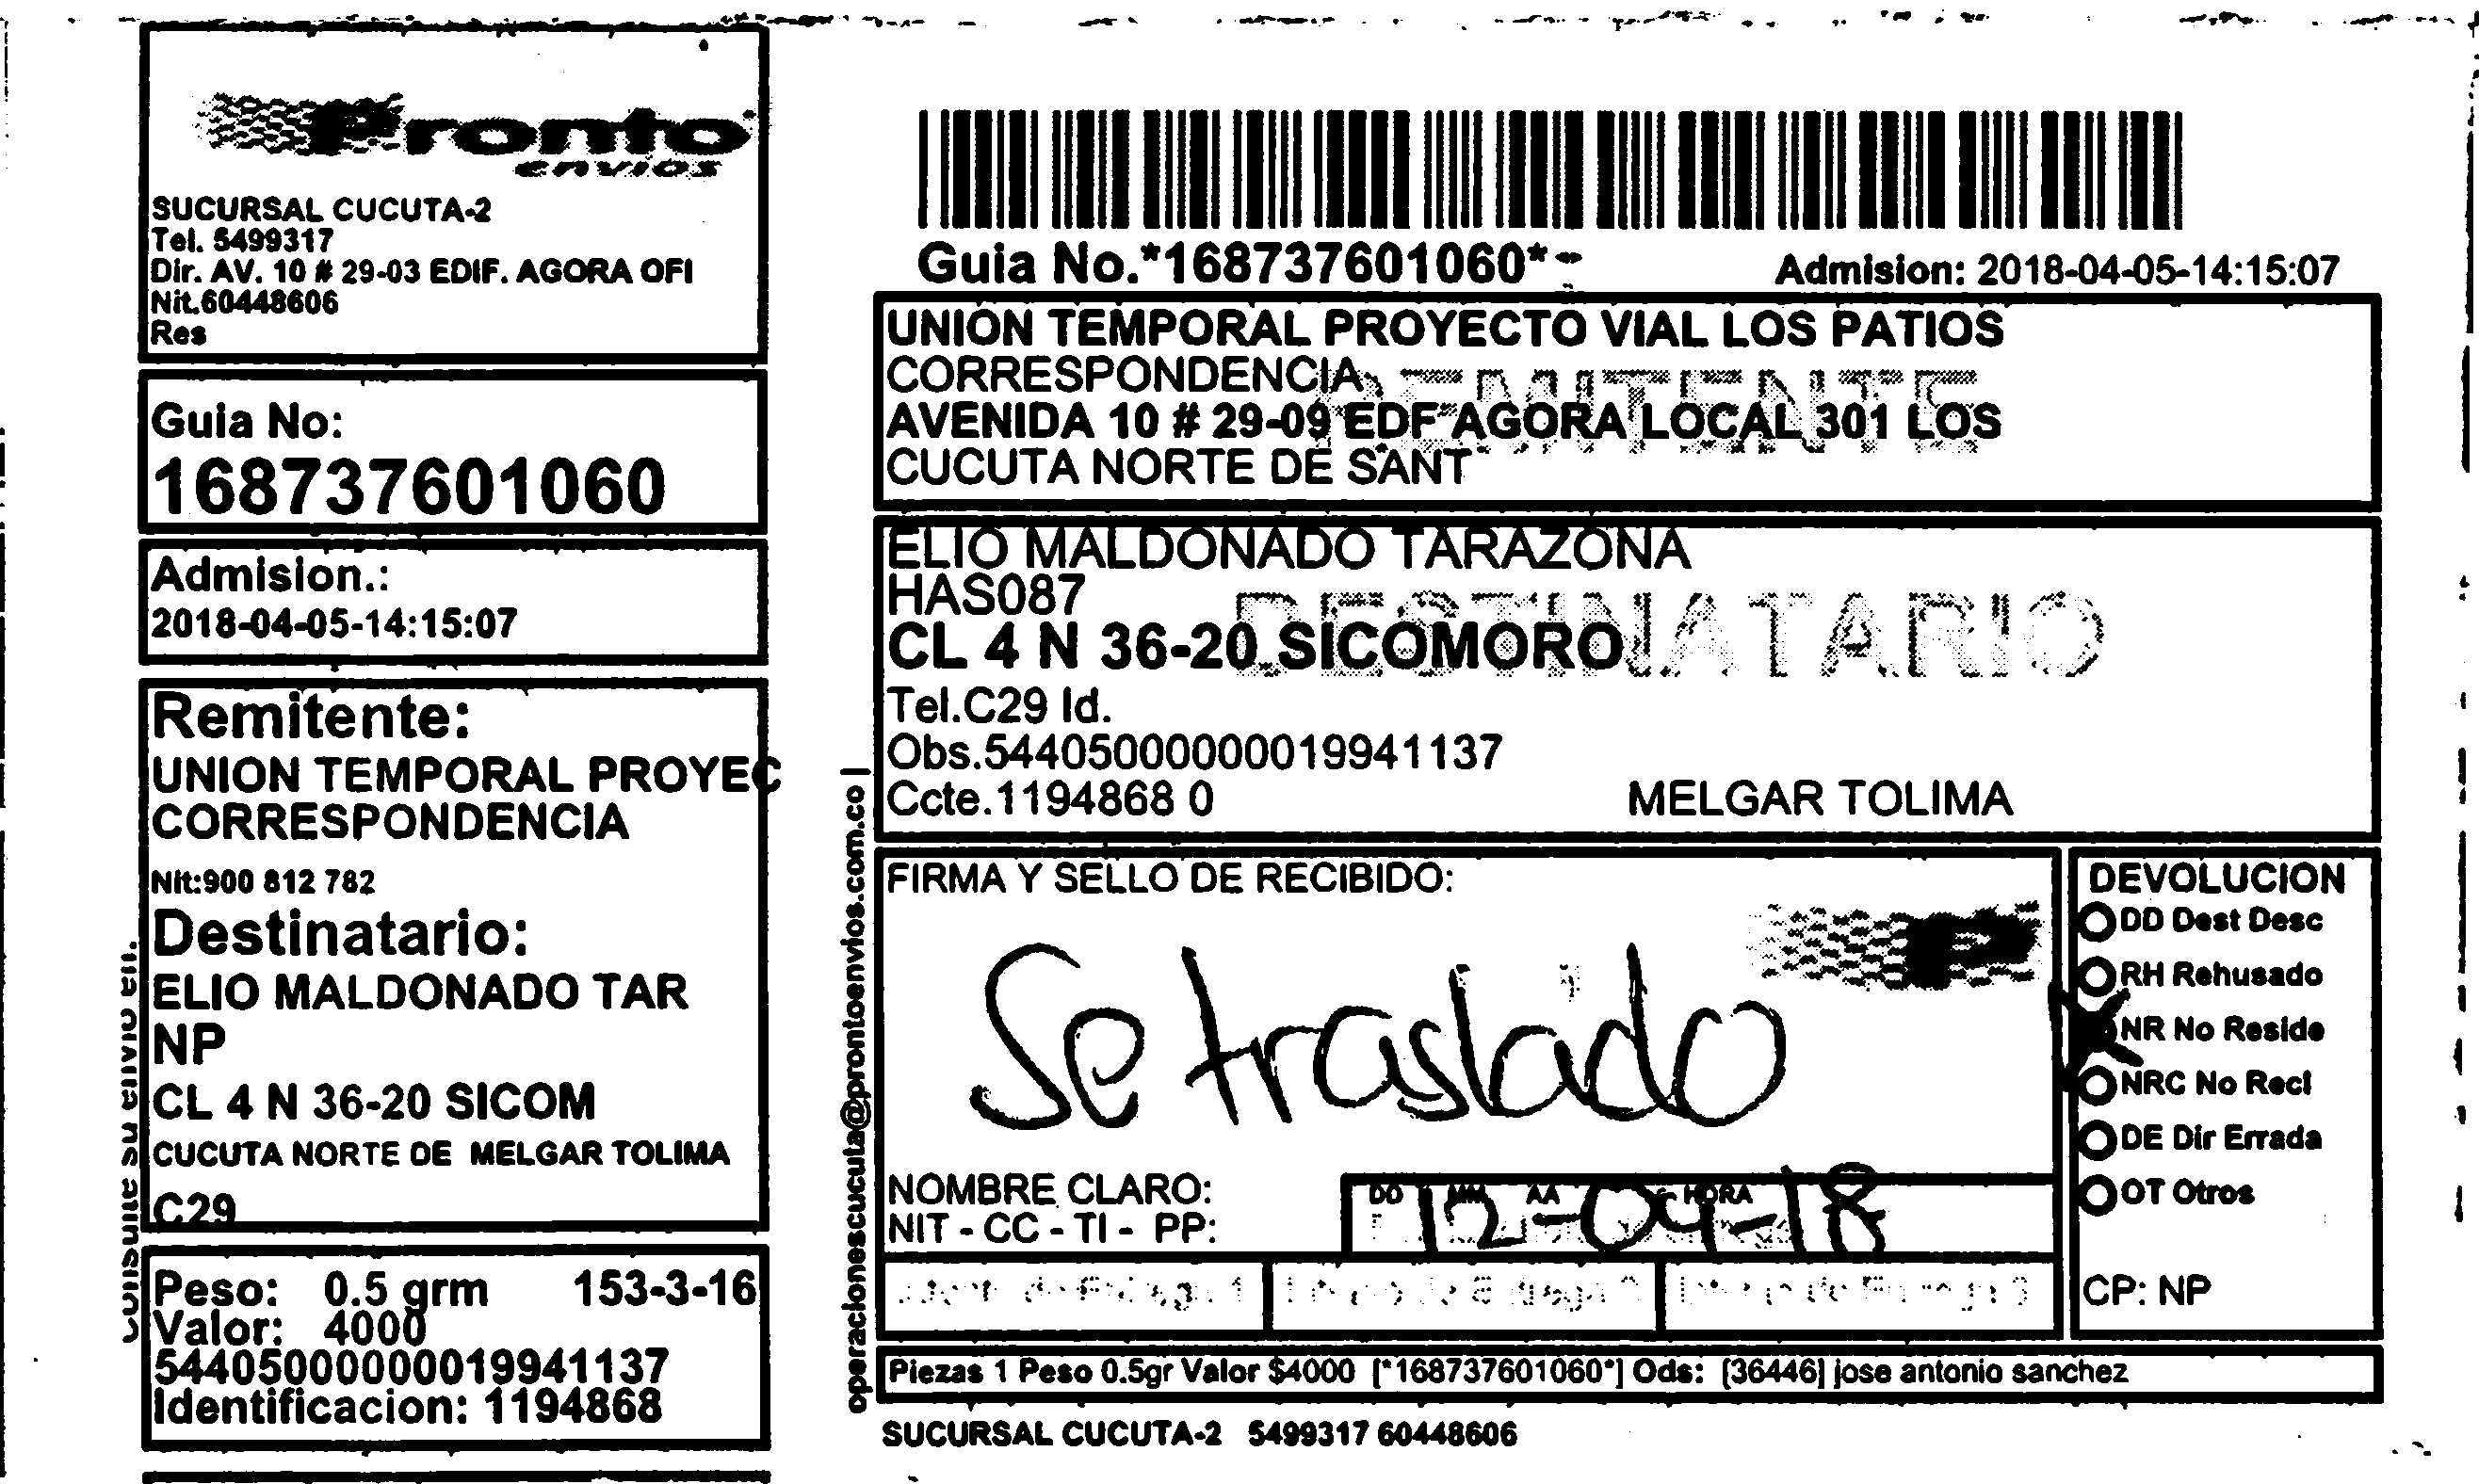 Pronto
envios
SUCURSAL CUCUTA-2
Tel. 5499317
Dir. AV. 10 # 29-03 EDIF. AGORA OFI
Nit.60448606
Res
Guia No:
168737601060
Admision.:
2018-04-05-14:15:07
Remitente:
UNION TEMPORAL PROYEC
CORRESPONDENCIA
Nit:900 812 782
Destinatario:
ELIO MALDONADO TAR
NP
CL 4 N 36-20 SICOM
CUCUTA NORTE DE MELGAR TOLIMA
C29
Peso: 0.5 grm 153-3-16
Valor: 4000
544050000000019941137
Identificacion: 1194868
Consulte su envio en.
operacionescucuta@prontoenvios.com.co |
Guia No.*168737601060*
Admision: 2018-04-05-14:15:07
UNION TEMPORAL PROYECTO VIAL LOS PATIOS
CORRESPONDENCIA
REMITENTE
AVENIDA 10 # 29-09 EDF AGORA LOCAL 301 LOS
CUCUTA NORTE DE SANT
ELIO MALDONADO TARAZONA
HAS087
DESTINATARIO
CL 4 N 36-20 SICOMORO
Tel.C29 Id.
Obs.544050000000019941137
Ccte.1194868 0 MELGAR TOLIMA
FIRMA Y SELLO DE RECIBIDO:
P
Se traslado
NOMBRE CLARO:
NIT - CC - TI - PP:
DD MM AA HORA
12-04-18
DEVOLUCION
DD Dest Desc
RH Rehusado
NR No Reside
NRC No Reci
DE Dir Errada
OT Otros
CP: NP
Piezas 1 Peso 0.5gr Valor $4000 [*168737601060*] Ods: [36446] jose antonio sanchez
SUCURSAL CUCUTA-2 5499317 60448606